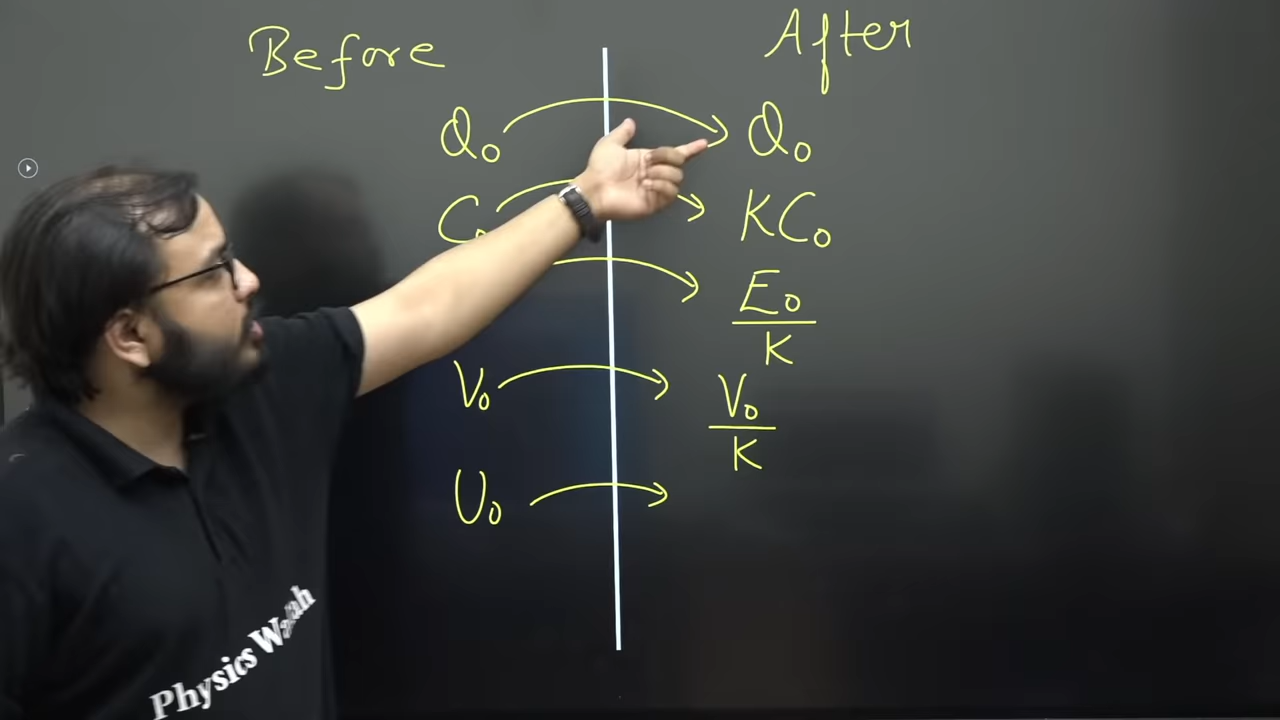 Before After
Q₀ Q₀
C₀ KC₀
E₀
K
V₀ V₀
K
U₀
Physics Wallah